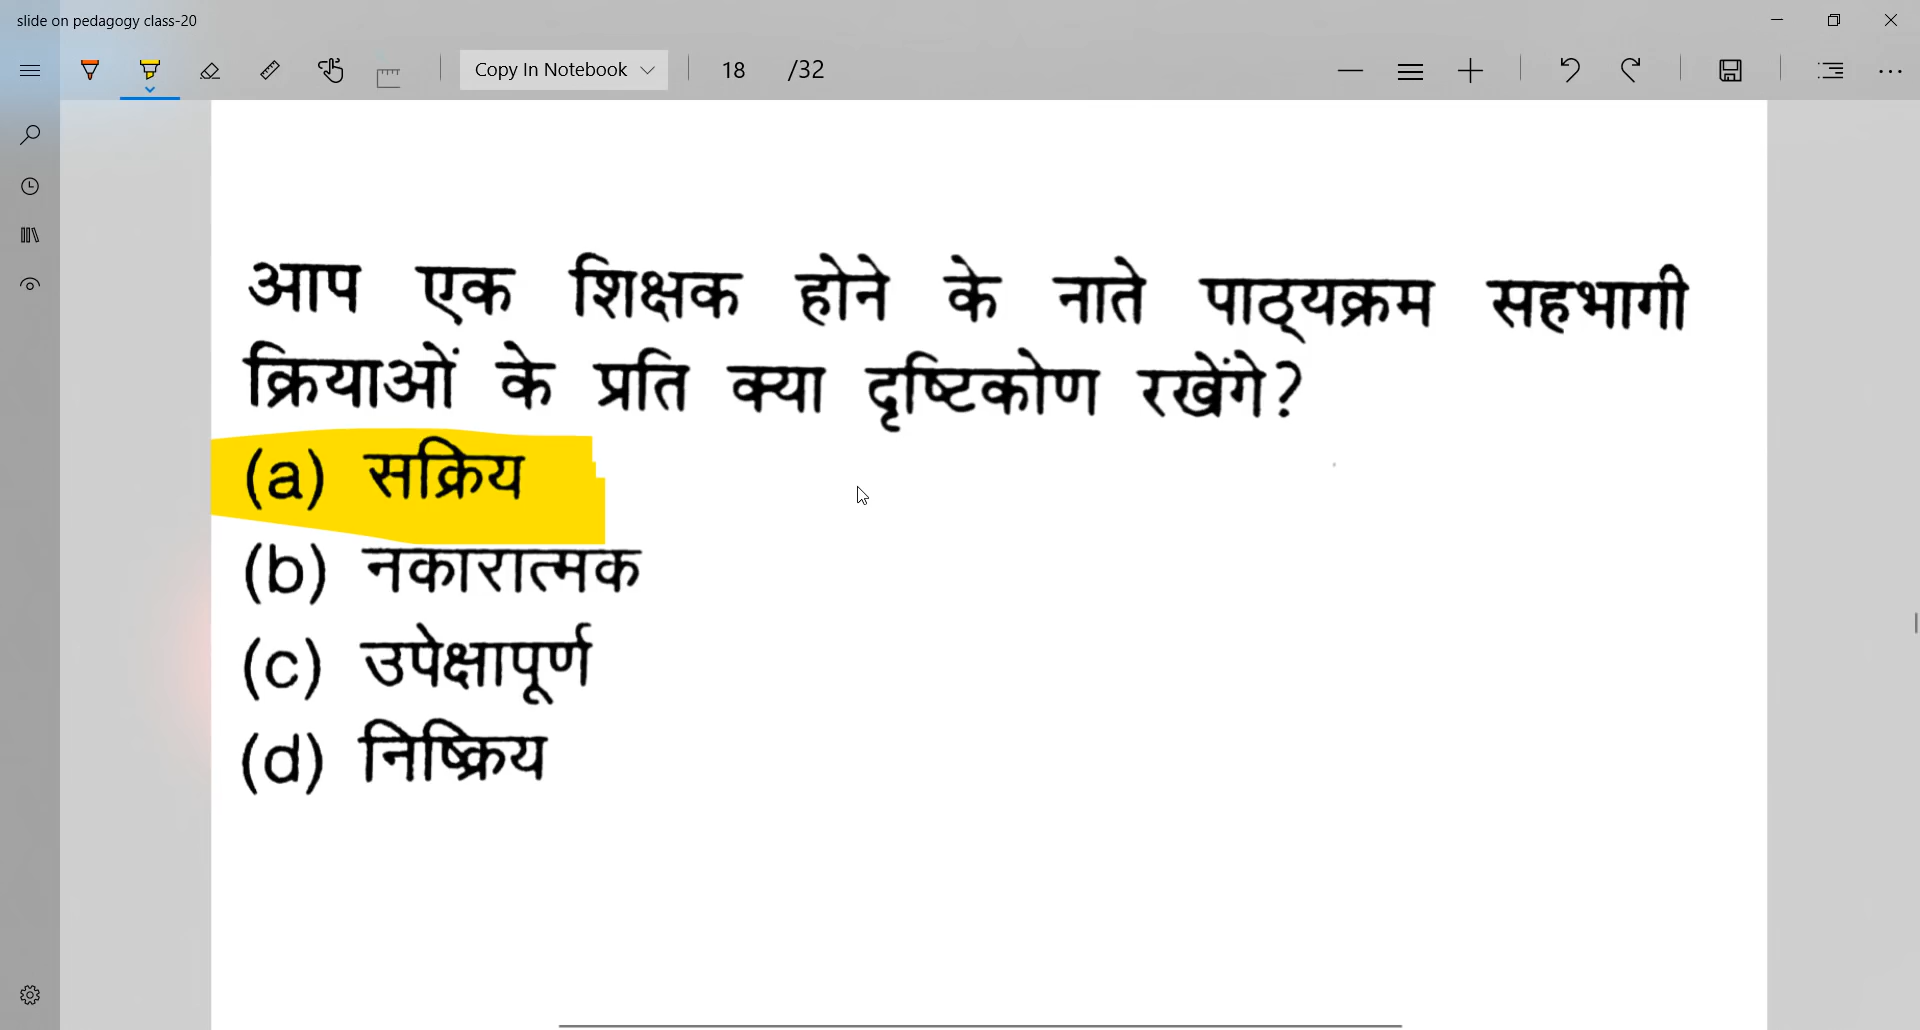 slide on pedagogy class-20
Copy In Notebook 18 /32
आप एक शिक्षक होने के नाते पाठ्यक्रम सहभागी
क्रियाओं के प्रति क्या दृष्टिकोण रखेंगे?
(a) सक्रिय
(b) नकारात्मक
(c) उपेक्षापूर्ण
(d) निष्क्रिय